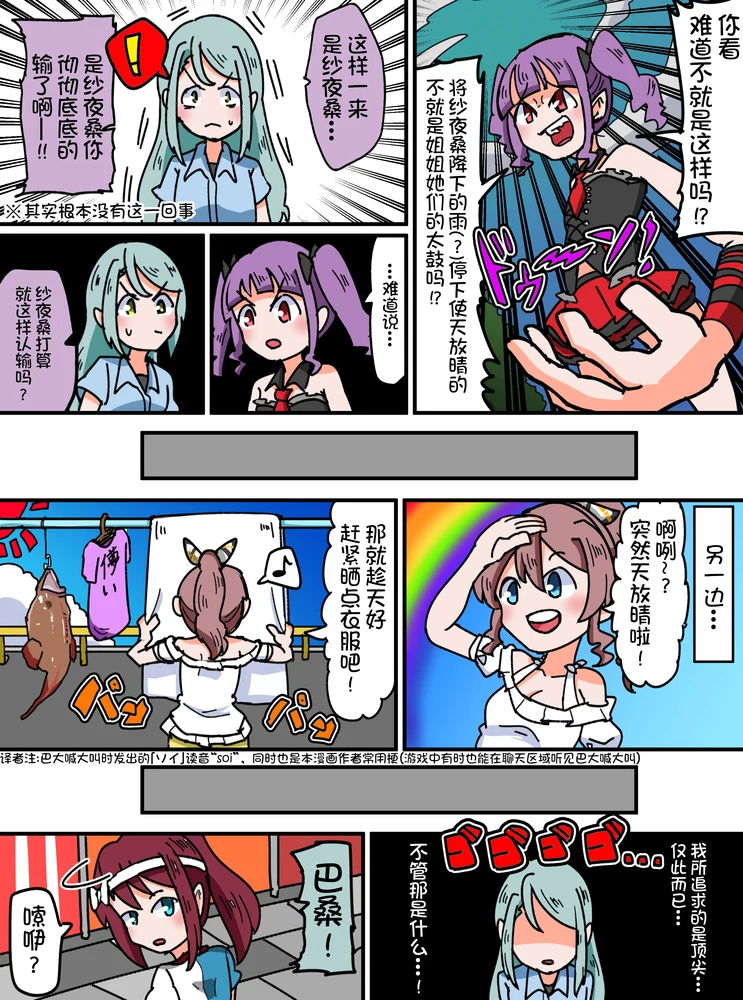 你看
难道不就是这样吗!?
将纱夜桑降下的雨(?)停下使天放晴的
不就是姐姐她们的太鼓吗!?
ドゥーン!!
这样一来
是纱夜桑…
!
是纱夜桑你
彻彻底底的
输了啊ー!!
※其实根本没有这一回事
…难道说…
纱夜桑打算
就这样认输吗?
另一边…
啊咧~?
突然天放晴啦!
那就趁天好
赶紧晒点衣服吧!
♪
儚い
パン
パン
译者注:巴大喊大叫时发出的「ソイ」读音“soi”，同时也是本漫画作者常用梗(游戏中有时也能在聊天区域听见巴大喊大叫)
ゴゴゴゴ…
我所追求的是顶尖…
仅此而已…
不管那是什么…!
巴桑!
嗦咿?